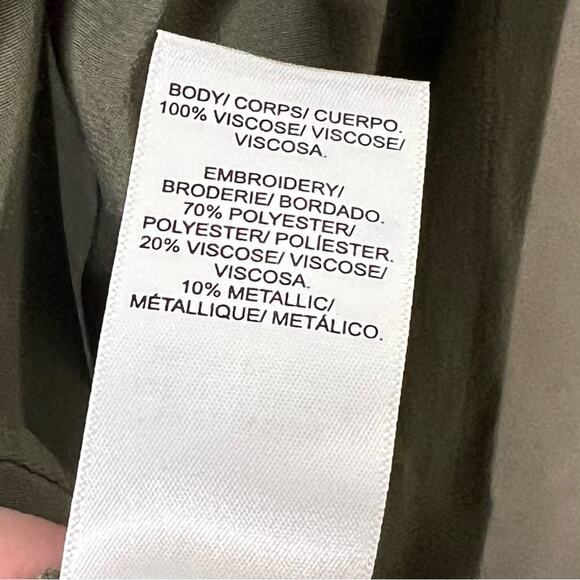 BODY/ CORPS/ CUERPO.
100% VISCOSE/ VISCOSE/
VISCOSA.
EMBROIDERY/
BRODERIE/ BORDADO.
70% POLYESTER/
POLYESTER/ POLÍESTER.
20% VISCOSE/ VISCOSE/
VISCOSA.
10% METALLIC/
MÉTALLIQUE/ METÁLICO.